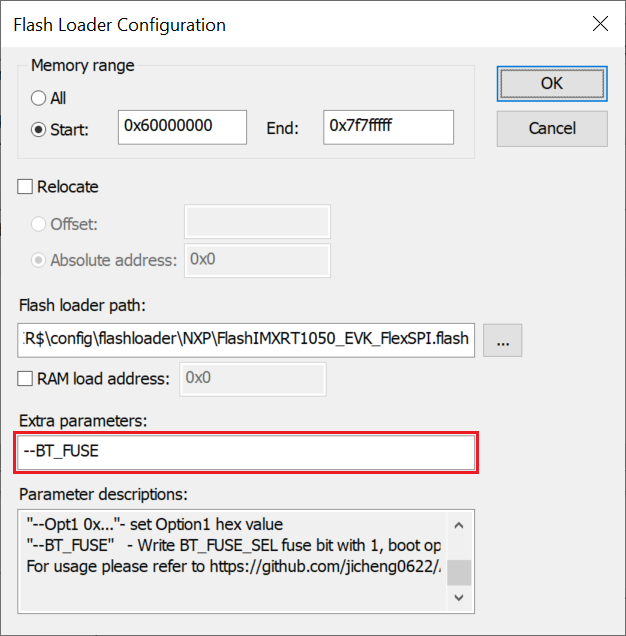 Flash Loader Configuration
Memory range
All
Start: 0x60000000 End: 0x7f7fffff
OK
Cancel
Relocate
Offset:
Absolute address: 0x0
Flash loader path:
R$\config\flashloader\NXP\FlashIMXRT1050_EVK_FlexSPI.flash
...
RAM load address: 0x0
Extra parameters:
--BT_FUSE
Parameter descriptions:
"--Opt1 0x..."- set Option1 hex value
"--BT_FUSE" - Write BT_FUSE_SEL fuse bit with 1, boot op
For usage please refer to https://github.com/jicheng0622/